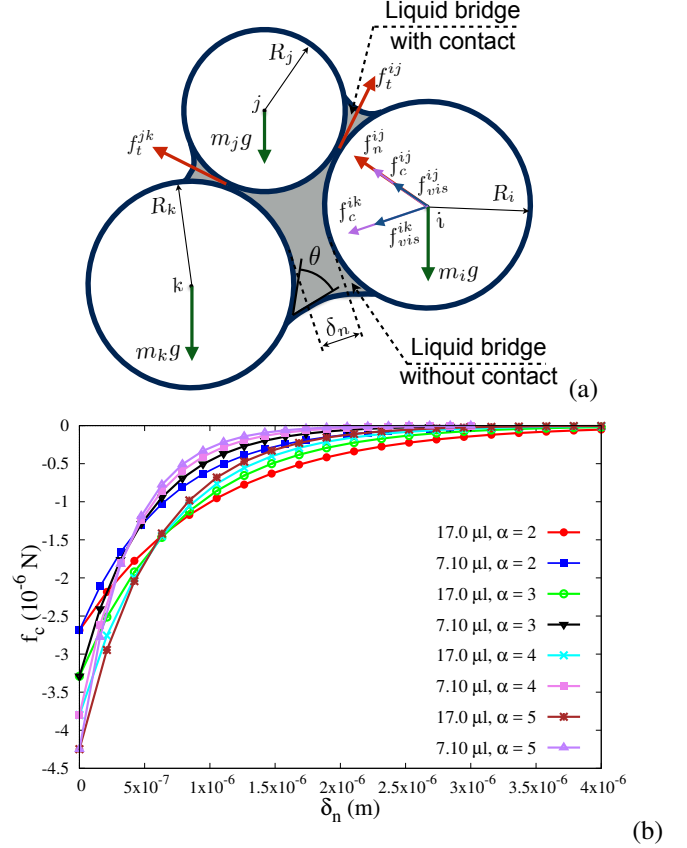 Liquid bridge
with contact
R_j
f_t^{ij}
j
f_t^{jk}
m_jg
f_n^{ij}
f_c^{ij}
f_{vis}^{ij}
R_k
R_i
f_c^{ik}
i
f_{vis}^{ik}
θ
k
m_ig
δ_n
m_kg
Liquid bridge
without contact
(a)
0
-0.5
-1
-1.5
-2
-2.5
-3
-3.5
-4
-4.5
f_c (10^{-6} N)
17.0 µl, α = 2
7.10 µl, α = 2
17.0 µl, α = 3
7.10 µl, α = 3
17.0 µl, α = 4
7.10 µl, α = 4
17.0 µl, α = 5
7.10 µl, α = 5
0 5x10^{-7} 1x10^{-6} 1.5x10^{-6} 2x10^{-6} 2.5x10^{-6} 3x10^{-6} 3.5x10^{-6} 4x10^{-6}
δ_n (m)
(b)